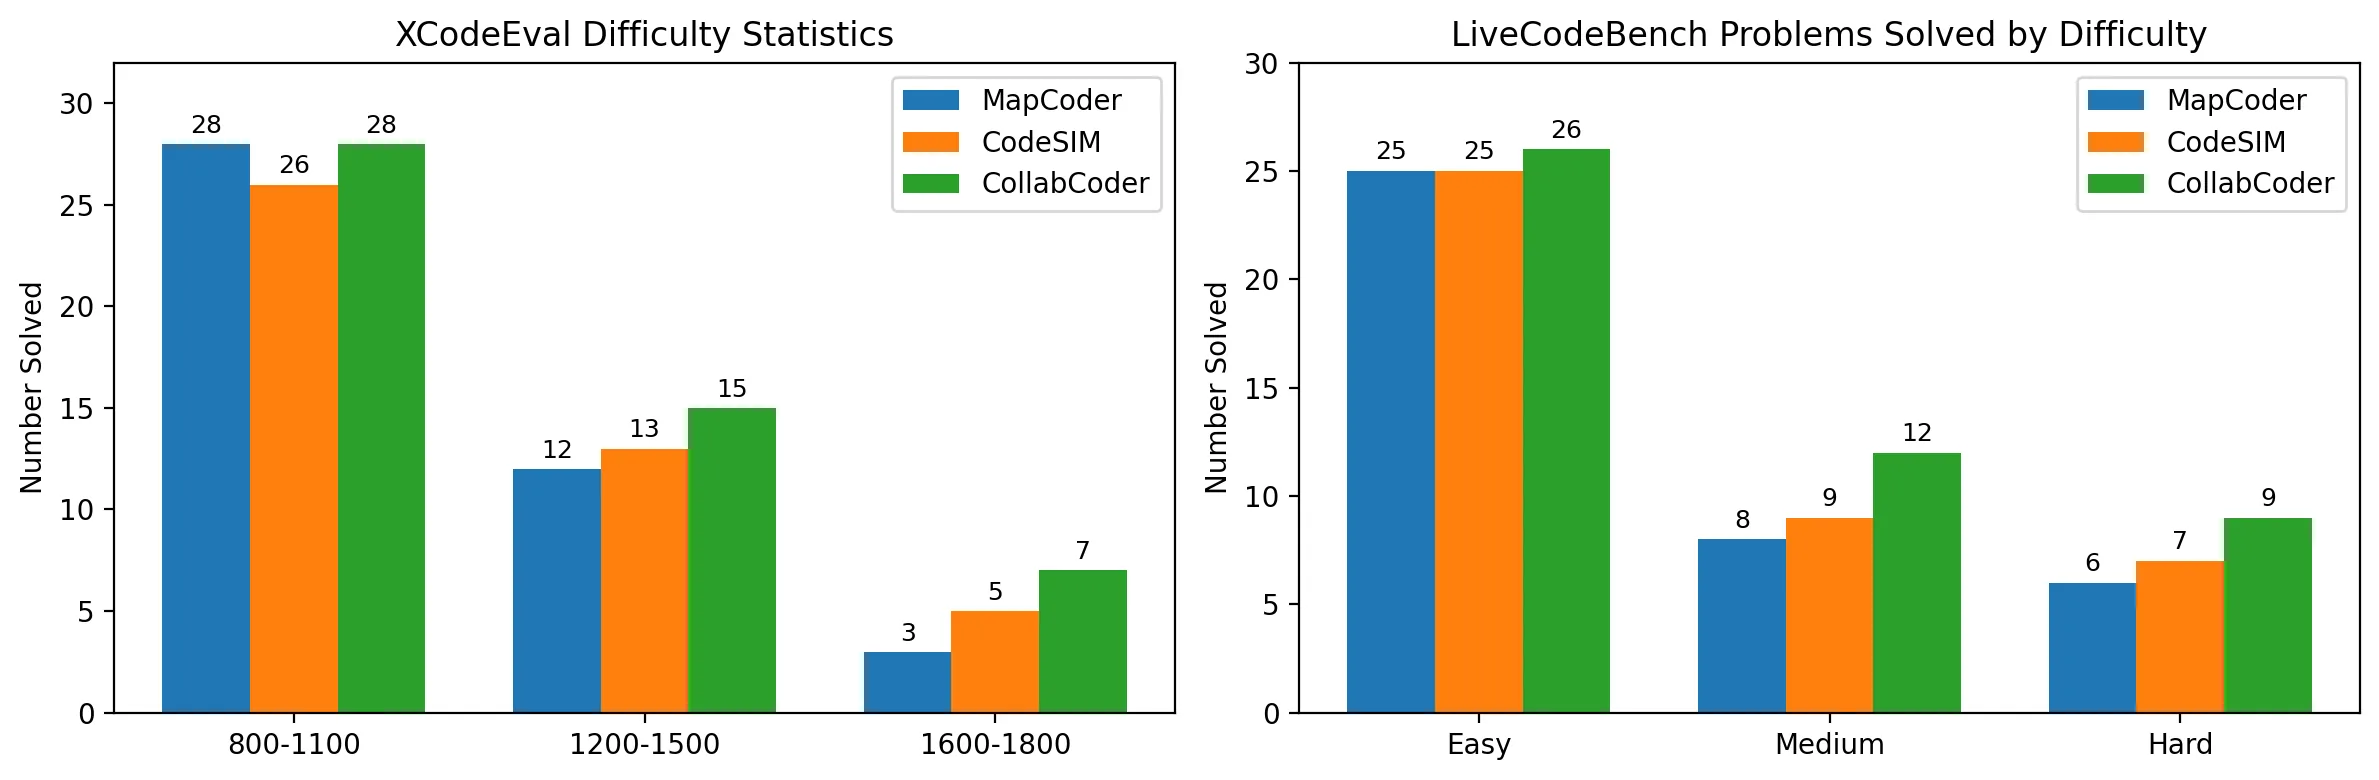 XCodeEval Difficulty Statistics
Number Solved
30
25
20
15
10
5
0
28
26
28
12
13
15
3
5
7
800-1100
1200-1500
1600-1800
MapCoder
CodeSIM
CollabCoder
LiveCodeBench Problems Solved by Difficulty
Number Solved
30
25
20
15
10
5
0
25
25
26
8
9
12
6
7
9
Easy
Medium
Hard
MapCoder
CodeSIM
CollabCoder